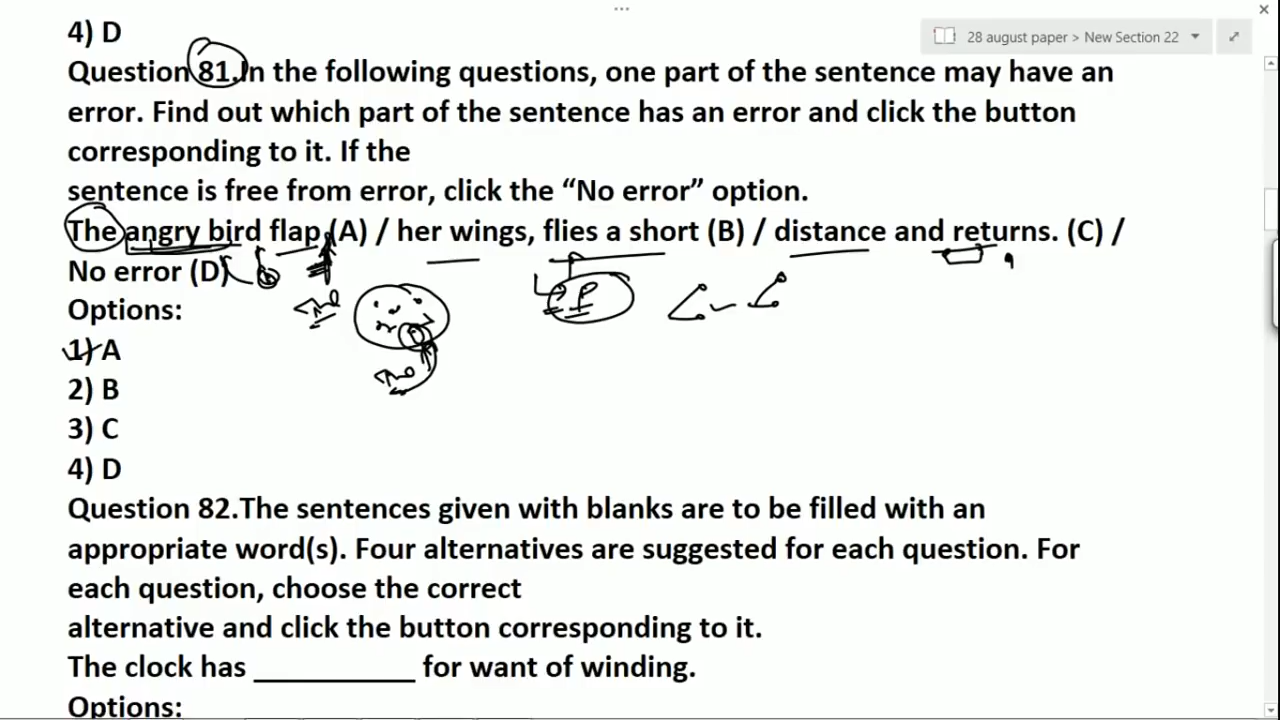 4) D
28 august paper > New Section 22
Question 81.In the following questions, one part of the sentence may have an
error. Find out which part of the sentence has an error and click the button
corresponding to it. If the
sentence is free from error, click the “No error” option.
The angry bird flap (A) / her wings, flies a short (B) / distance and returns. (C) /
No error (D)
Options:
1) A
2) B
3) C
4) D
Question 82.The sentences given with blanks are to be filled with an
appropriate word(s). Four alternatives are suggested for each question. For
each question, choose the correct
alternative and click the button corresponding to it.
The clock has __________ for want of winding.
Options: